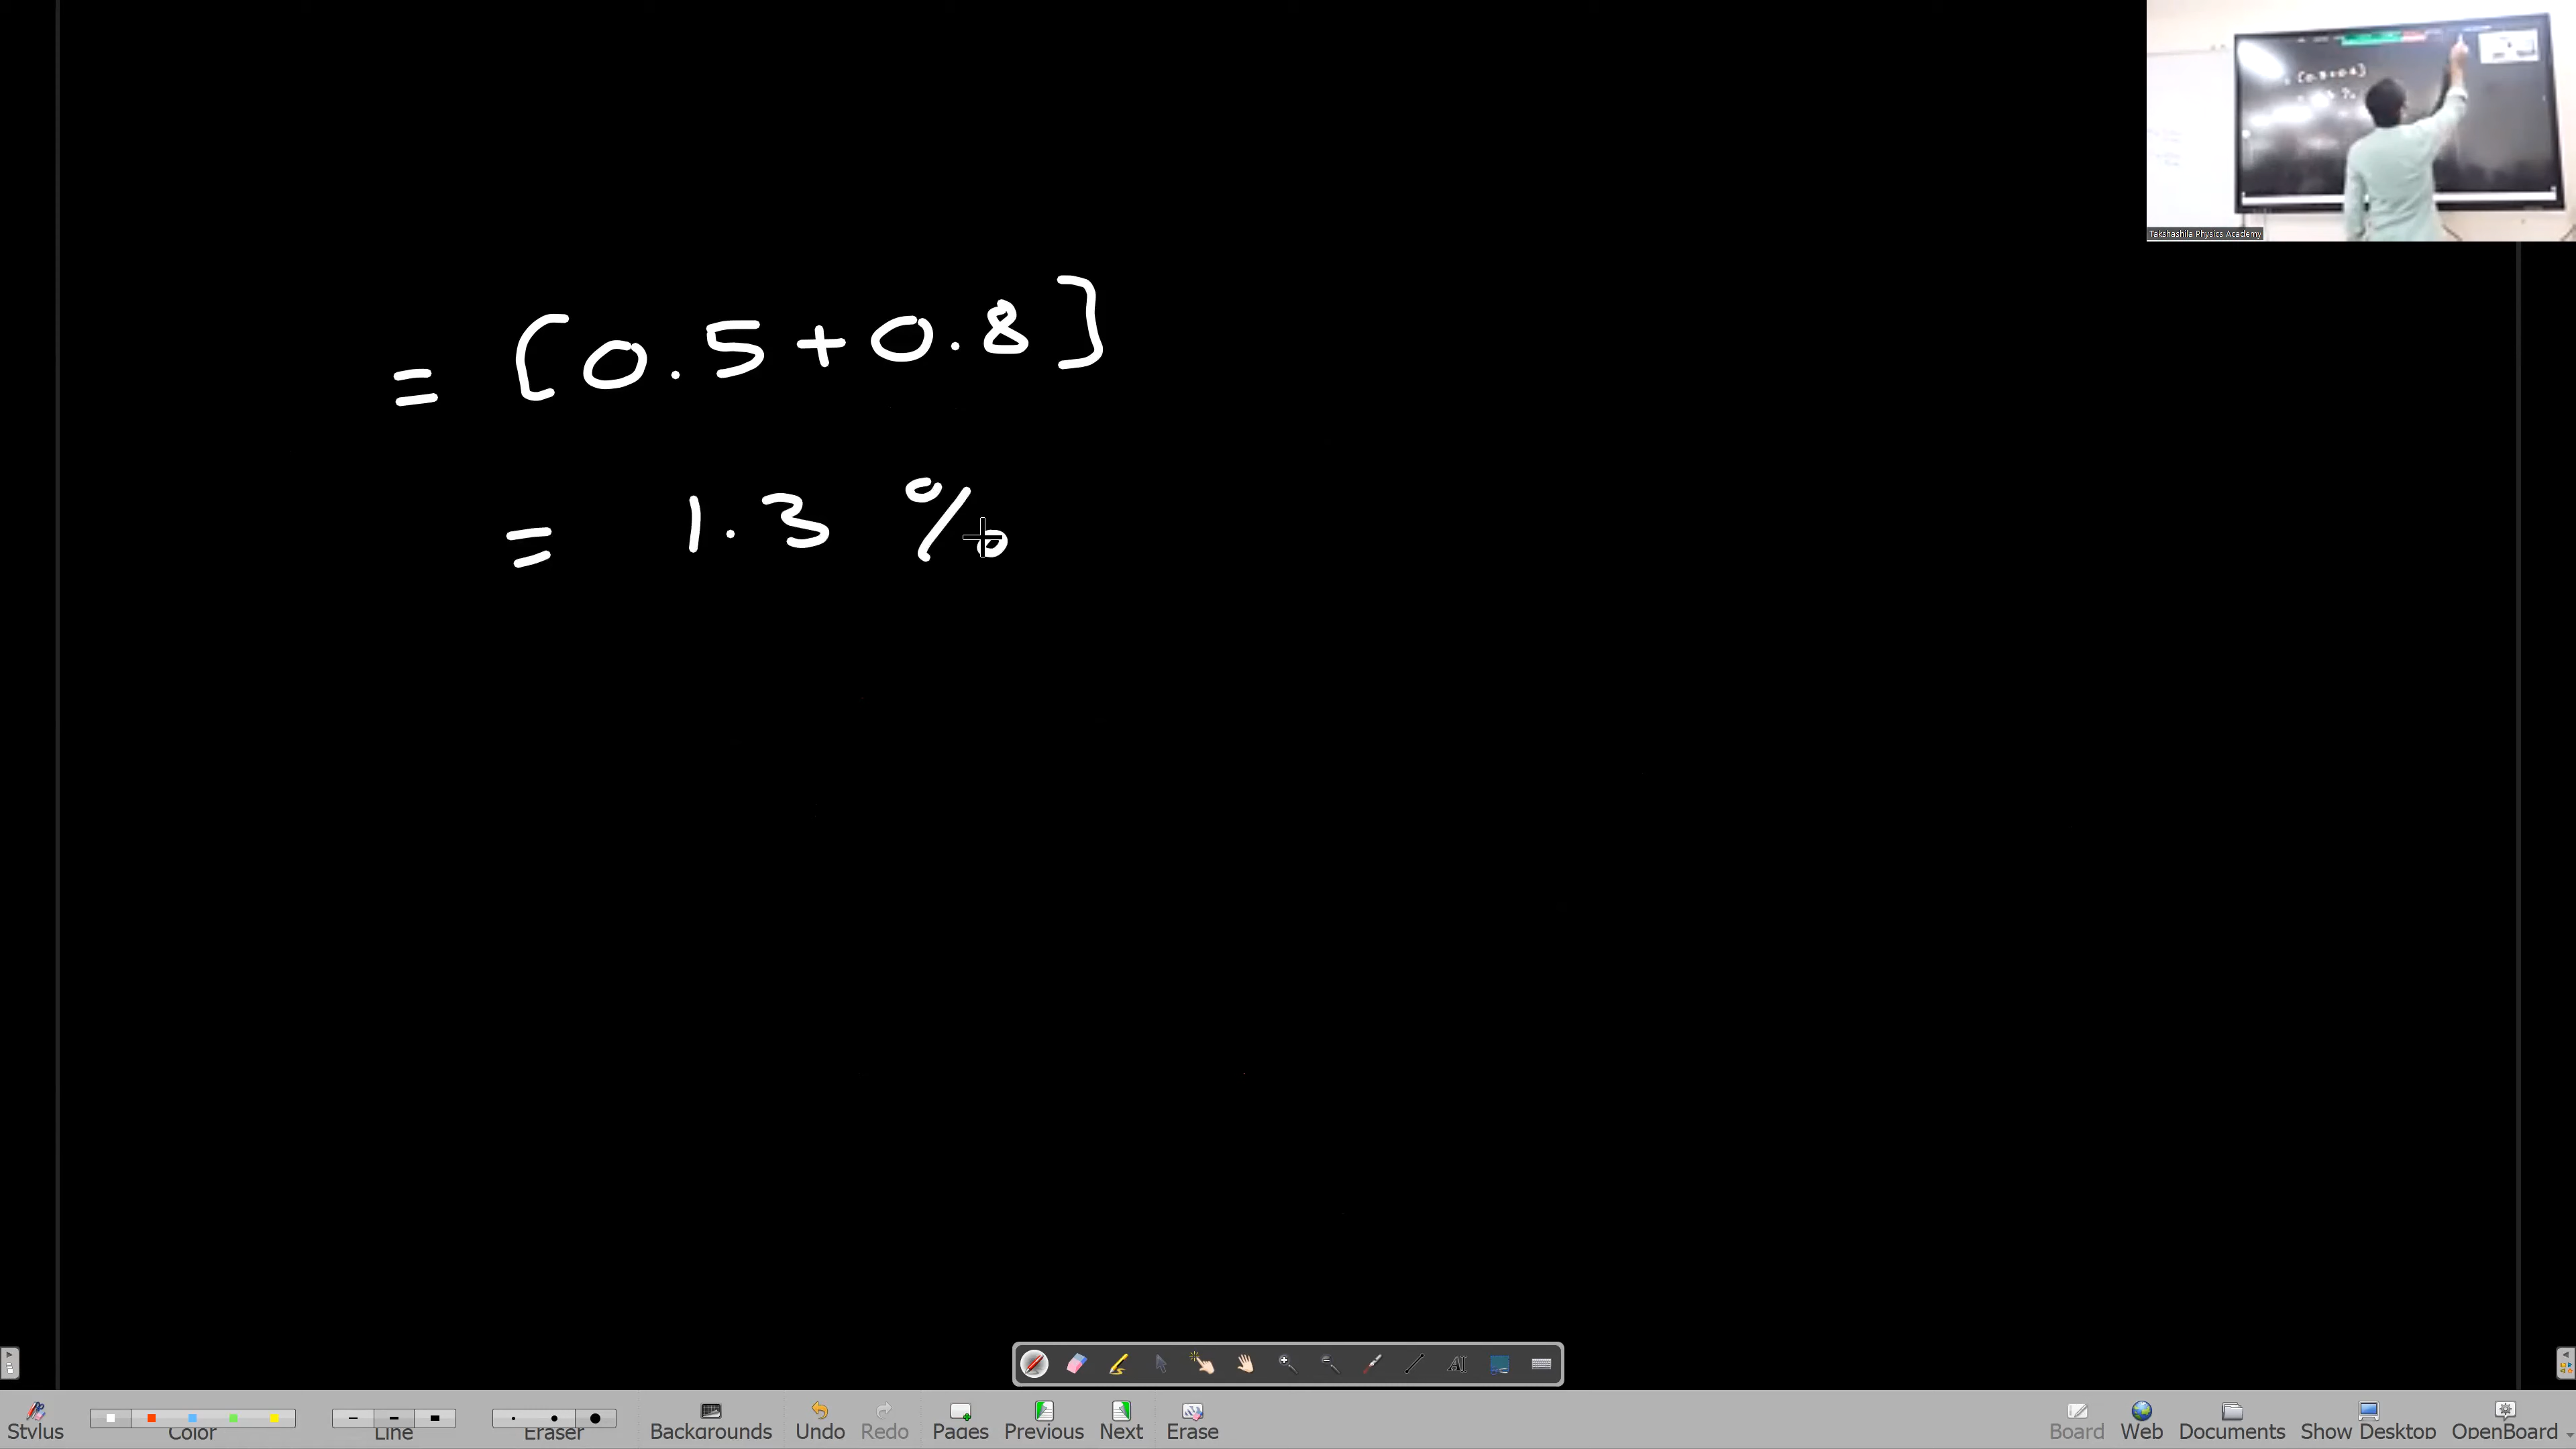 Takshashila Physics Academy
= [0.5+0.8]
= 1.3 %
Stylus
Color
Line
Eraser
Backgrounds
Undo
Redo
Pages
Previous
Next
Erase
Board
Web
Documents
Show Desktop
OpenBoard